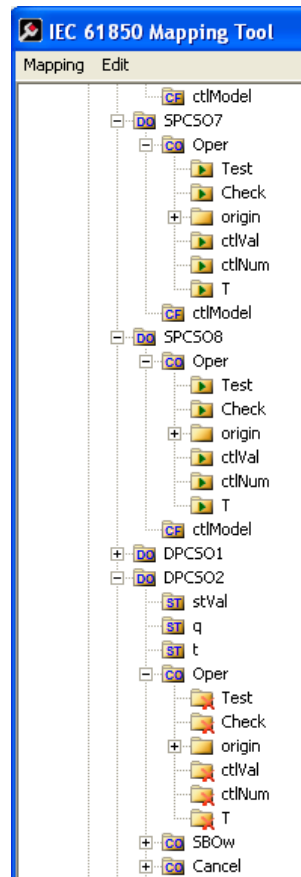 IEC 61850 Mapping Tool
Mapping Edit
CF ctlModel
DO SPCSO7
CO Oper
Test
Check
origin
ctlVal
ctlNum
T
CF ctlModel
DO SPCSO8
CO Oper
Test
Check
origin
ctlVal
ctlNum
T
CF ctlModel
DO DPCSO1
DO DPCSO2
ST stVal
ST q
ST t
CO Oper
Test
Check
origin
ctlVal
ctlNum
T
CO SBOw
CO Cancel